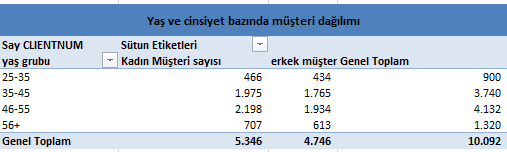 Yaş ve cinsiyet bazında müşteri dağılımı
Say CLIENTNUM Sütun Etiketleri
yaş grubu Kadın Müşteri sayısı erkek müşter Genel Toplam
25-35 466 434 900
35-45 1.975 1.765 3.740
46-55 2.198 1.934 4.132
56+ 707 613 1.320
Genel Toplam 5.346 4.746 10.092